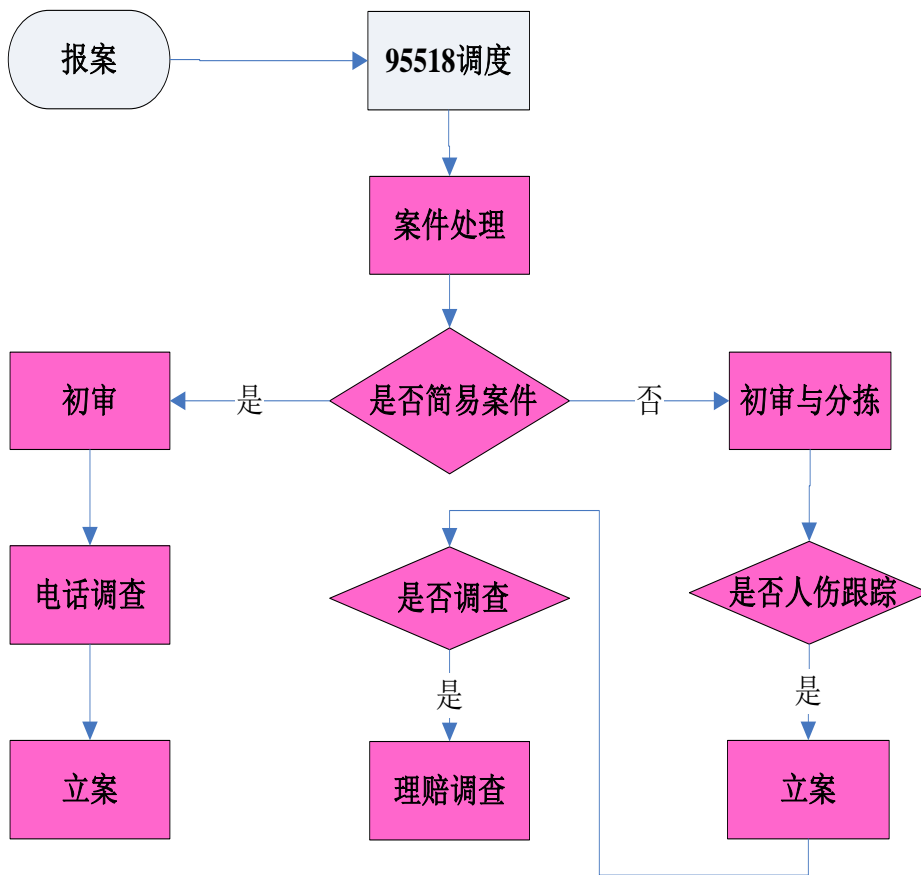 报案
95518调度
案件处理
初审
是
是否简易案件
否
初审与分拣
电话调查
是否调查
是否人伤跟踪
是
是
立案
理赔调查
立案